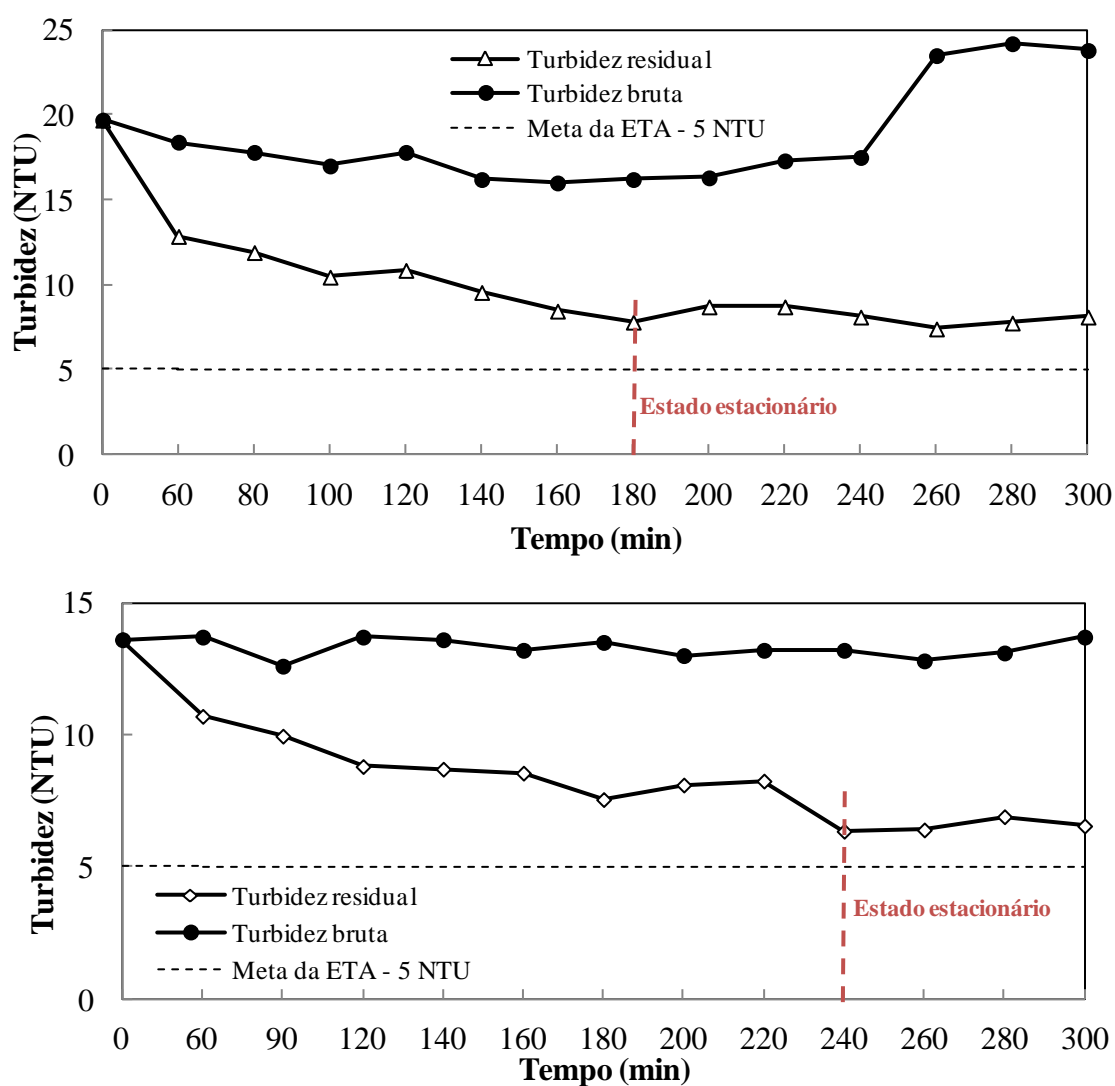 25
20
15
10
5
0
Turbidez (NTU)
Turbidez residual
Turbidez bruta
Meta da ETA - 5 NTU
Estado estacionário
0 60 80 100 120 140 160 180 200 220 240 260 280 300
Tempo (min)
15
10
5
0
Turbidez (NTU)
Turbidez residual
Turbidez bruta
Meta da ETA - 5 NTU
Estado estacionário
0 60 90 120 140 160 180 200 220 240 260 280 300
Tempo (min)